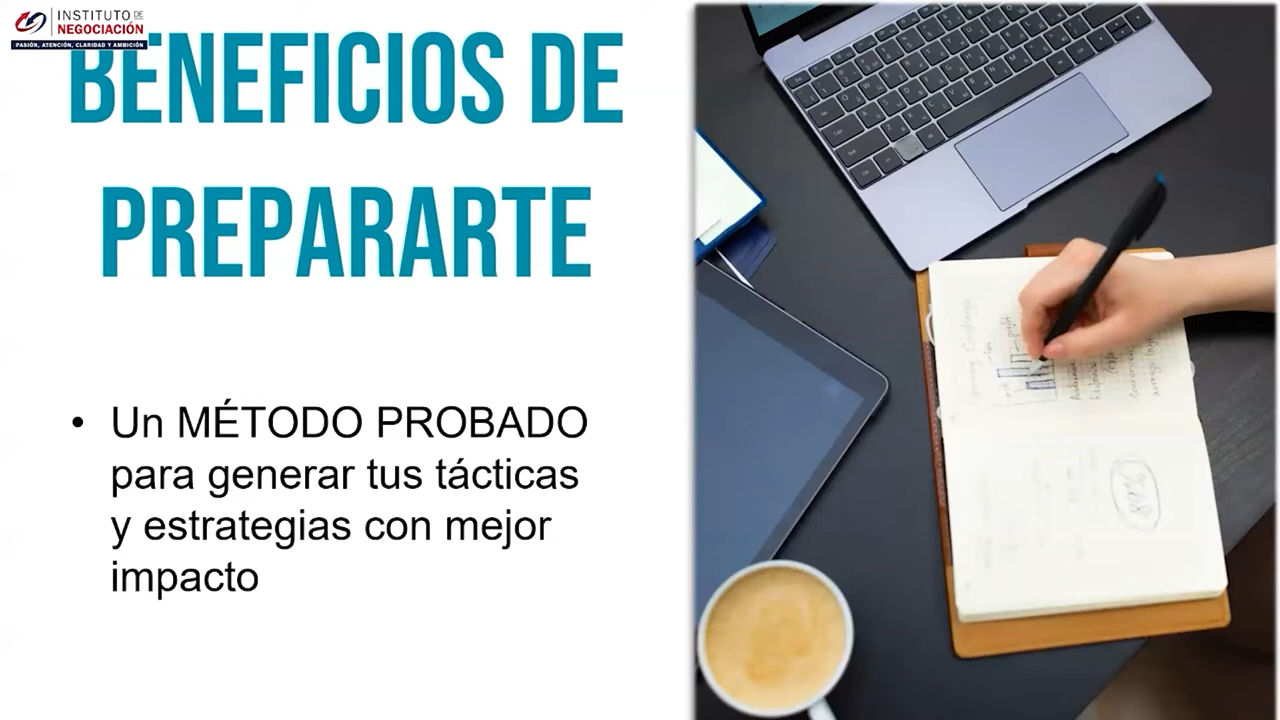 INSTITUTO DE
NEGOCIACIÓN
PASIÓN, ATENCIÓN, CLARIDAD Y AMBICIÓN
BENEFICIOS DE
PREPARARTE
• Un MÉTODO PROBADO
para generar tus tácticas
y estrategias con mejor
impacto